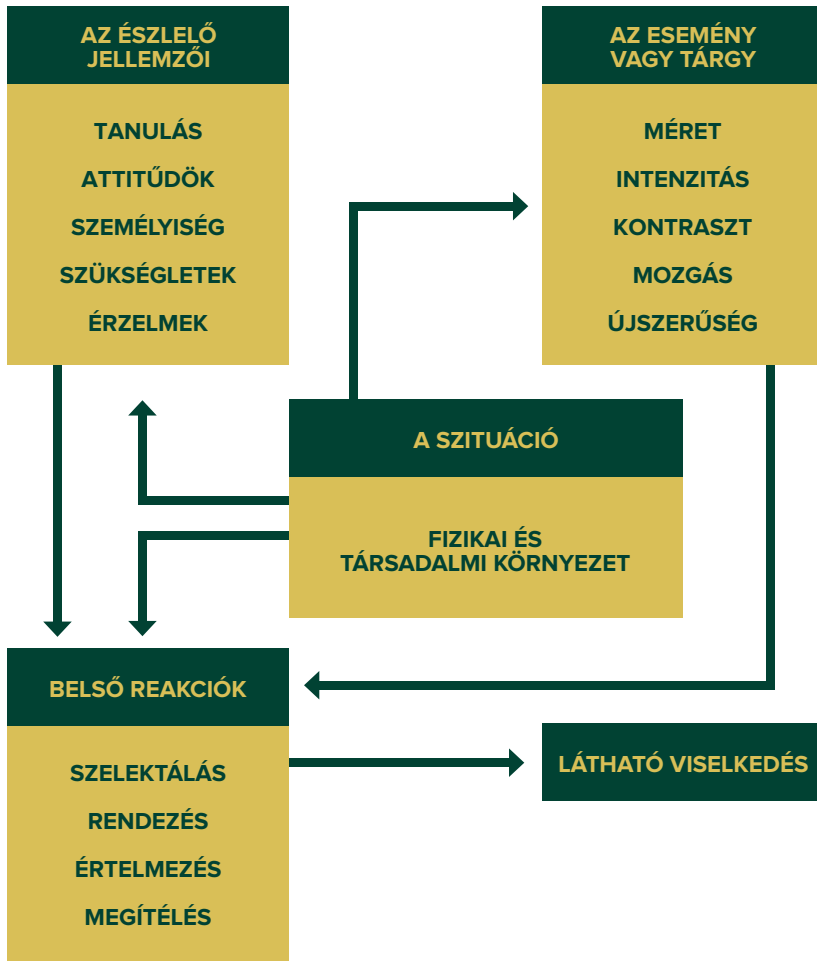 AZ ÉSZLELŐ
JELLEMZŐI
TANULÁS
ATTITŰDÖK
SZEMÉLYISÉG
SZÜKSÉGLETEK
ÉRZELMEK
AZ ESEMÉNY
VAGY TÁRGY
MÉRET
INTENZITÁS
KONTRASZT
MOZGÁS
ÚJSZERŰSÉG
A SZITUÁCIÓ
FIZIKAI ÉS
TÁRSADALMI KÖRNYEZET
BELSŐ REAKCIÓK
SZELEKTÁLÁS
RENDEZÉS
ÉRTELMEZÉS
MEGÍTÉLÉS
LÁTHATÓ VISELKEDÉS